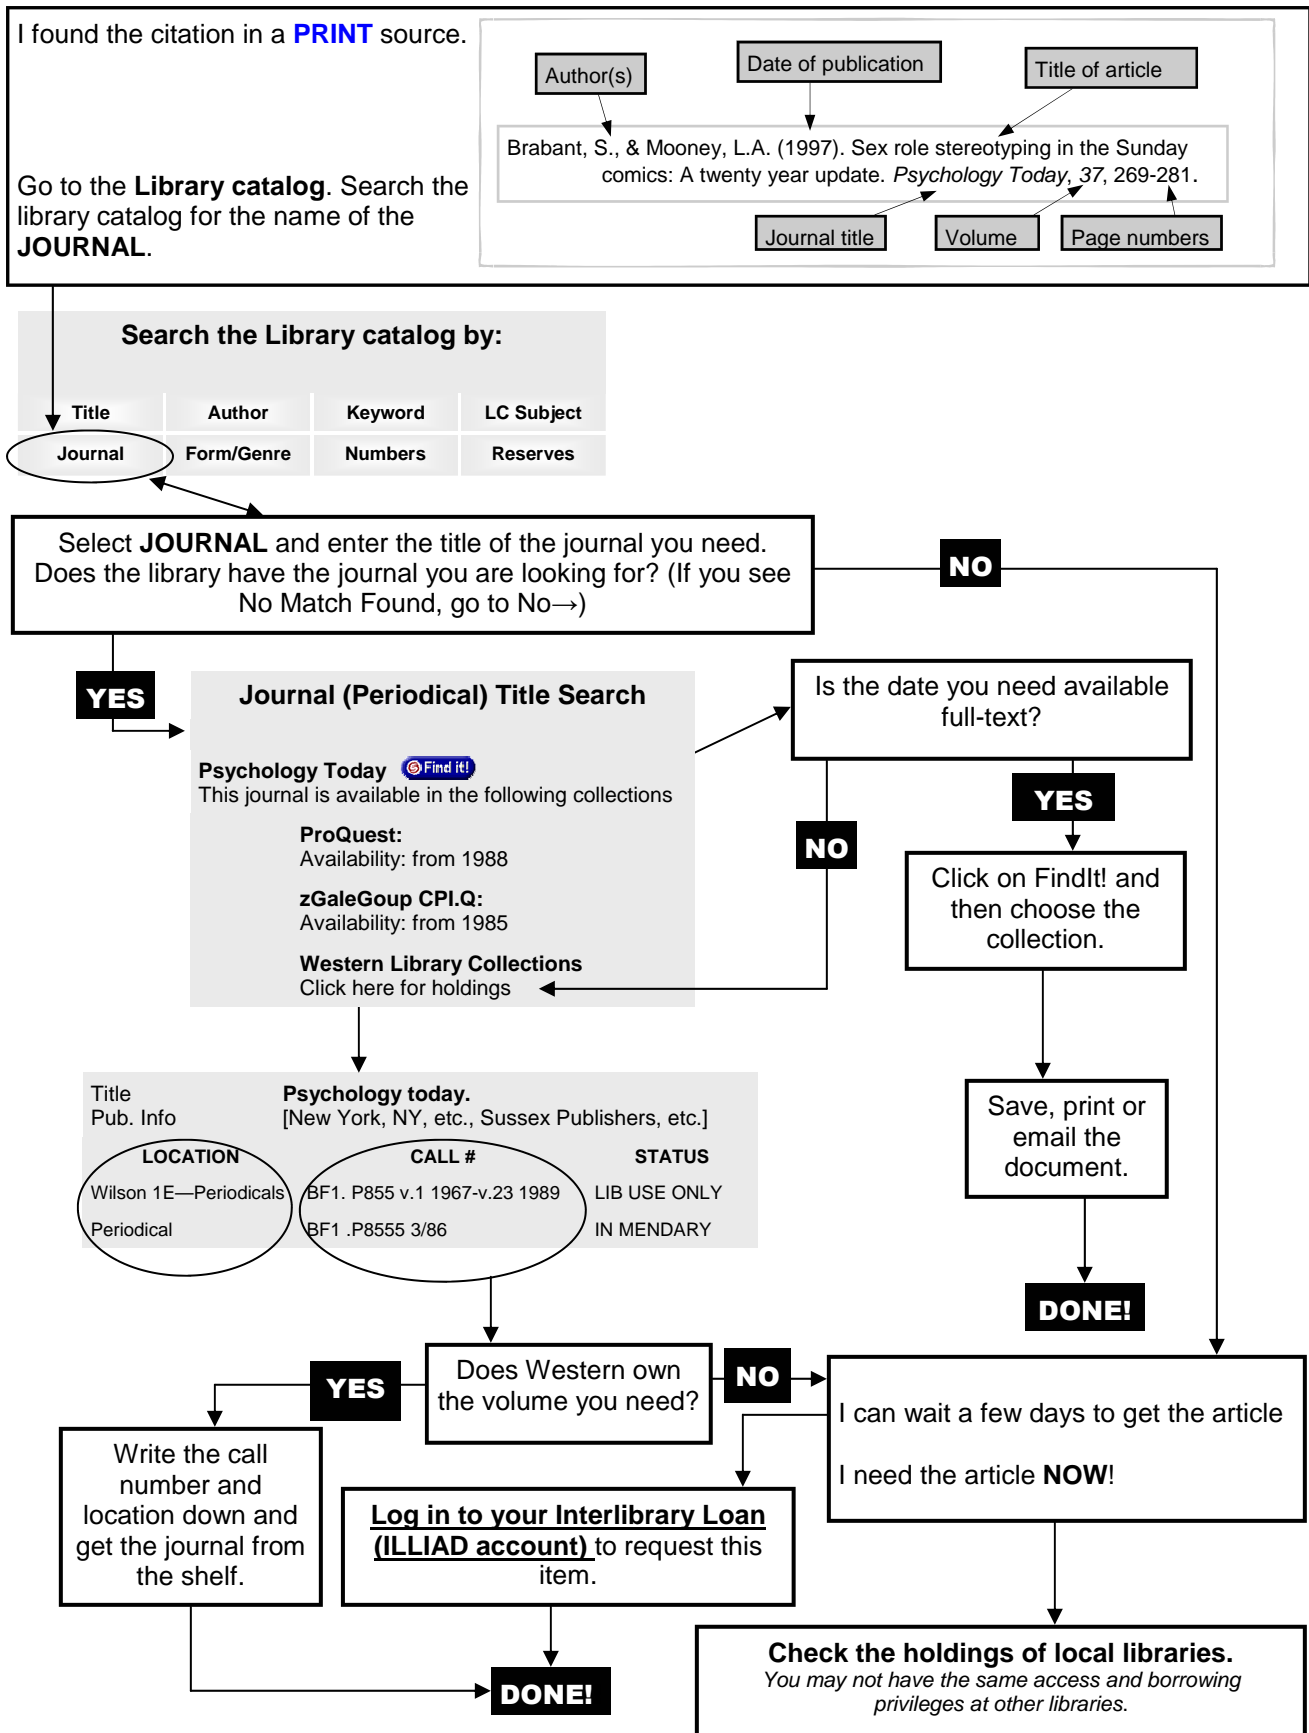 I found the citation in a PRINT source.
Author(s)
Date of publication
Title of article
Brabant, S., & Mooney, L.A. (1997). Sex role stereotyping in the Sunday
comics: A twenty year update. Psychology Today, 37, 269-281.
Journal title
Volume
Page numbers
Go to the Library catalog. Search the
library catalog for the name of the
JOURNAL.
Search the Library catalog by:
Title Author Keyword LC Subject
Journal Form/Genre Numbers Reserves
Select JOURNAL and enter the title of the journal you need.
Does the library have the journal you are looking for? (If you see
No Match Found, go to No→)
NO
YES
Journal (Periodical) Title Search
Psychology Today Find it!
This journal is available in the following collections
ProQuest:
Availability: from 1988
zGaleGoup CPI.Q:
Availability: from 1985
Western Library Collections
Click here for holdings
Is the date you need available
full-text?
NO
YES
Click on FindIt! and
then choose the
collection.
Save, print or
email the
document.
DONE!
Title Psychology today.
Pub. Info [New York, NY, etc., Sussex Publishers, etc.]
LOCATION CALL # STATUS
Wilson 1E—Periodicals BF1. P855 v.1 1967-v.23 1989 LIB USE ONLY
Periodical BF1 .P8555 3/86 IN MENDARY
Does Western own
the volume you need?
YES
NO
Write the call
number and
location down and
get the journal from
the shelf.
I can wait a few days to get the article
I need the article NOW!
Log in to your Interlibrary Loan
(ILLIAD account) to request this
item.
DONE!
Check the holdings of local libraries.
You may not have the same access and borrowing
privileges at other libraries.